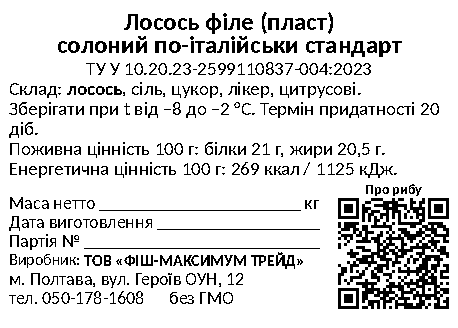 Лосось філе (пласт)
солоний по-італійськи стандарт
ТУ У 10.20.23-2599110837-004:2023
Склад: лосось, сіль, цукор, лікер, цитрусові.
Зберігати при t від –8 до –2 °С. Термін придатності 20
діб.
Поживна цінність 100 г: білки 21 г, жири 20,5 г.
Енергетична цінність 100 г: 269 ккал / 1125 кДж.
Про рибу
Маса нетто ______________________ кг
Дата виготовлення __________________
Партія № __________________________
Виробник: ТОВ «ФІШ-МАКСИМУМ ТРЕЙД»
м. Полтава, вул. Героїв ОУН, 12
тел. 050-178-1608 без ГМО